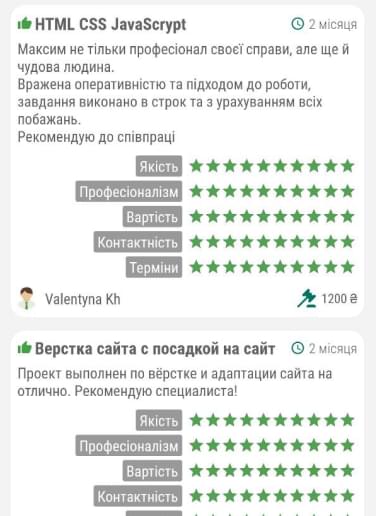 HTML CSS JavaScrypt
2 місяця
Максим не тільки професіонал своєї справи, але ще й
чудова людина.
Вражена оперативністю та підходом до роботи,
завдання виконано в строк та з урахуванням всіх
побажань.
Рекомендую до співпраці
Якість
Професіоналізм
Вартість
Контактність
Терміни
Valentyna Kh
1200 ₴
Верстка сайта с посадкой на сайт
2 місяця
Проект выполнен по вёрстке и адаптации сайта на
отлично. Рекомендую специалиста!
Якість
Професіоналізм
Вартість
Контактність